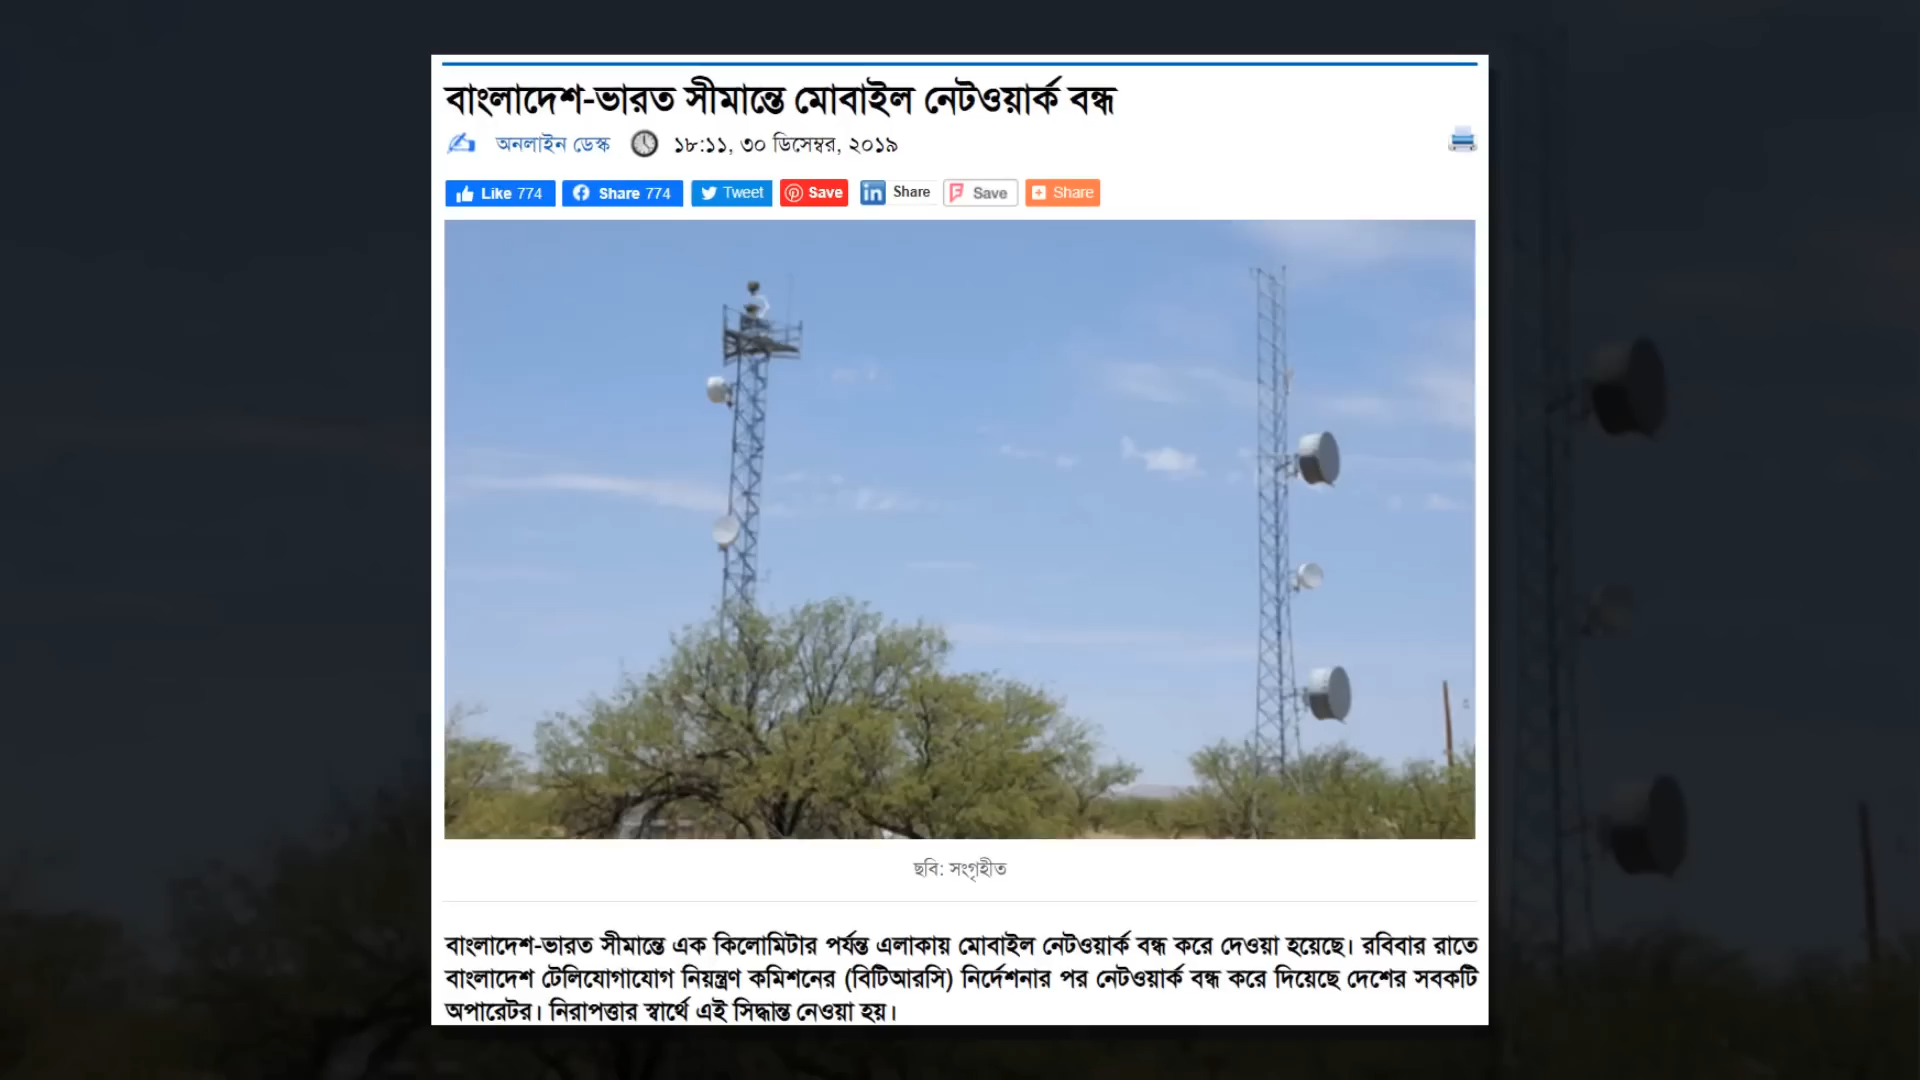 বাংলাদেশ-ভারত সীমান্তে মোবাইল নেটওয়ার্ক বন্ধ
অনলাইন ডেস্ক ১৮:১১, ৩০ ডিসেম্বর, ২০১৯
Like 774 Share 774 Tweet Save in Share Save Share
ছবি: সংগৃহীত
বাংলাদেশ-ভারত সীমান্তে এক কিলোমিটার পর্যন্ত এলাকায় মোবাইল নেটওয়ার্ক বন্ধ করে দেওয়া হয়েছে। রবিবার রাতে
বাংলাদেশ টেলিযোগাযোগ নিয়ন্ত্রণ কমিশনের (বিটিআরসি) নির্দেশনার পর নেটওয়ার্ক বন্ধ করে দিয়েছে দেশের সবকটি
অপারেটর। নিরাপত্তার স্বার্থে এই সিদ্ধান্ত নেওয়া হয়।